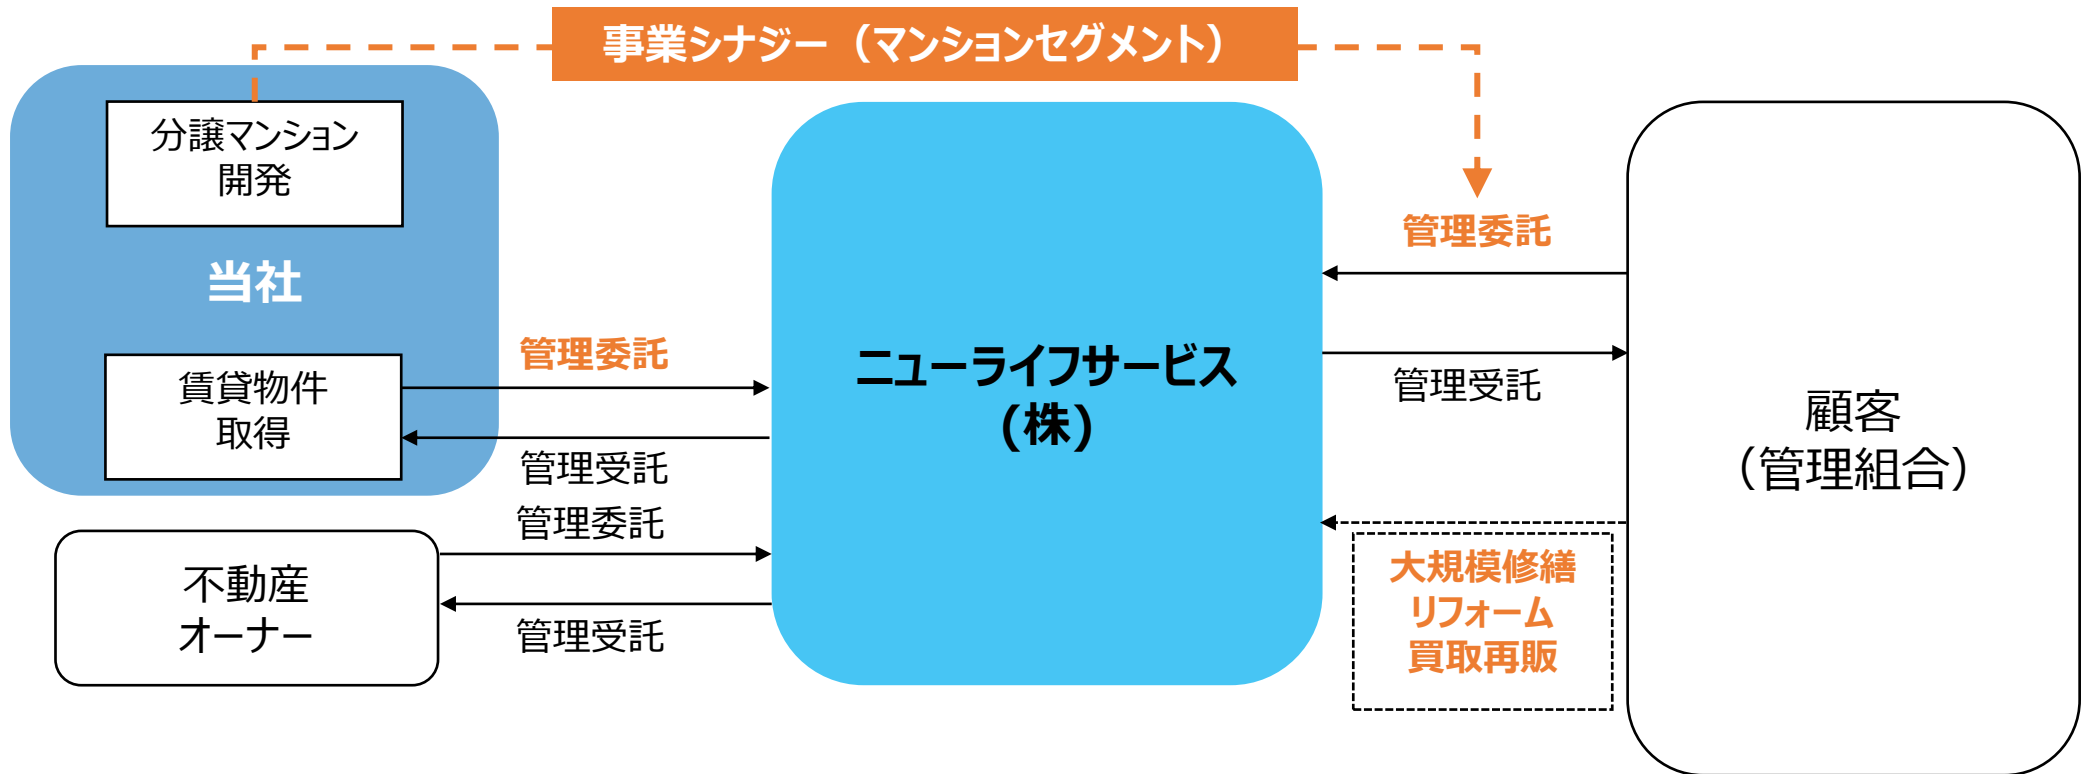 事業シナジー（マンションセグメント）
分譲マンション
開発
当社
賃貸物件
取得
管理委託
管理受託
管理委託
管理受託
不動産
オーナー
ニューライフサービス
(株)
管理委託
管理受託
大規模修繕
リフォーム
買取再販
顧客
（管理組合）